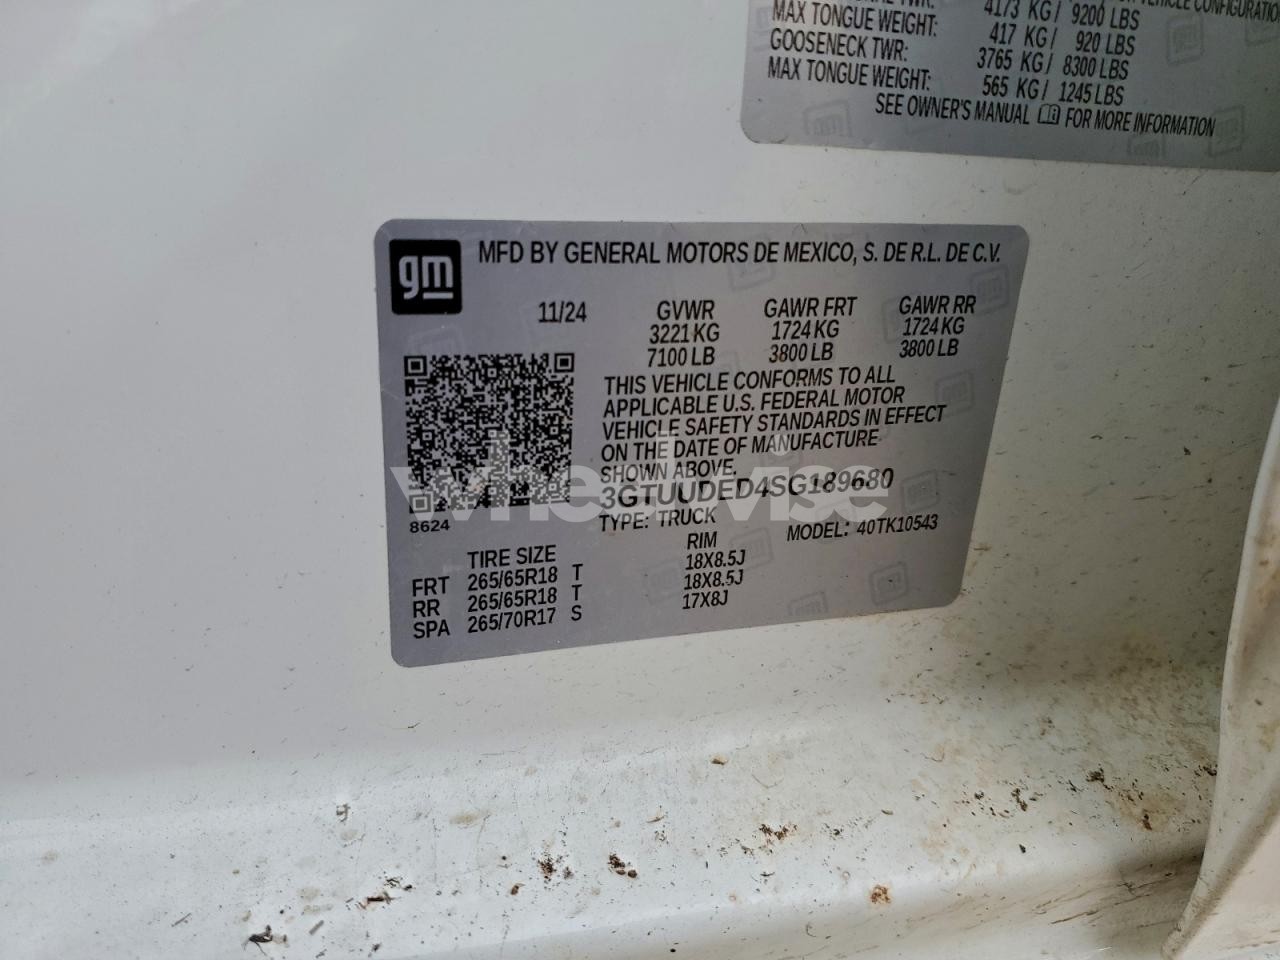 4173 KG/ 9200 LBS
MAX TONGUE WEIGHT: 417 KG/ 920 LBS
GOOSENECK TWR: 3765 KG/ 8300 LBS
MAX TONGUE WEIGHT: 565 KG/ 1245 LBS
SEE OWNER'S MANUAL FOR MORE INFORMATION
gm MFD BY GENERAL MOTORS DE MEXICO, S. DE R.L. DE C.V.
11/24 GVWR GAWR FRT GAWR RR
3221 KG 1724 KG 1724 KG
7100 LB 3800 LB 3800 LB
THIS VEHICLE CONFORMS TO ALL
APPLICABLE U.S. FEDERAL MOTOR
VEHICLE SAFETY STANDARDS IN EFFECT
ON THE DATE OF MANUFACTURE
SHOWN ABOVE.
3GTUUDED4SG189680
wheelwise
8624 TYPE: TRUCK MODEL: 40TK10543
TIRE SIZE RIM
FRT 265/65R18 T 18X8.5J
RR 265/65R18 T 18X8.5J
SPA 265/70R17 S 17X8J